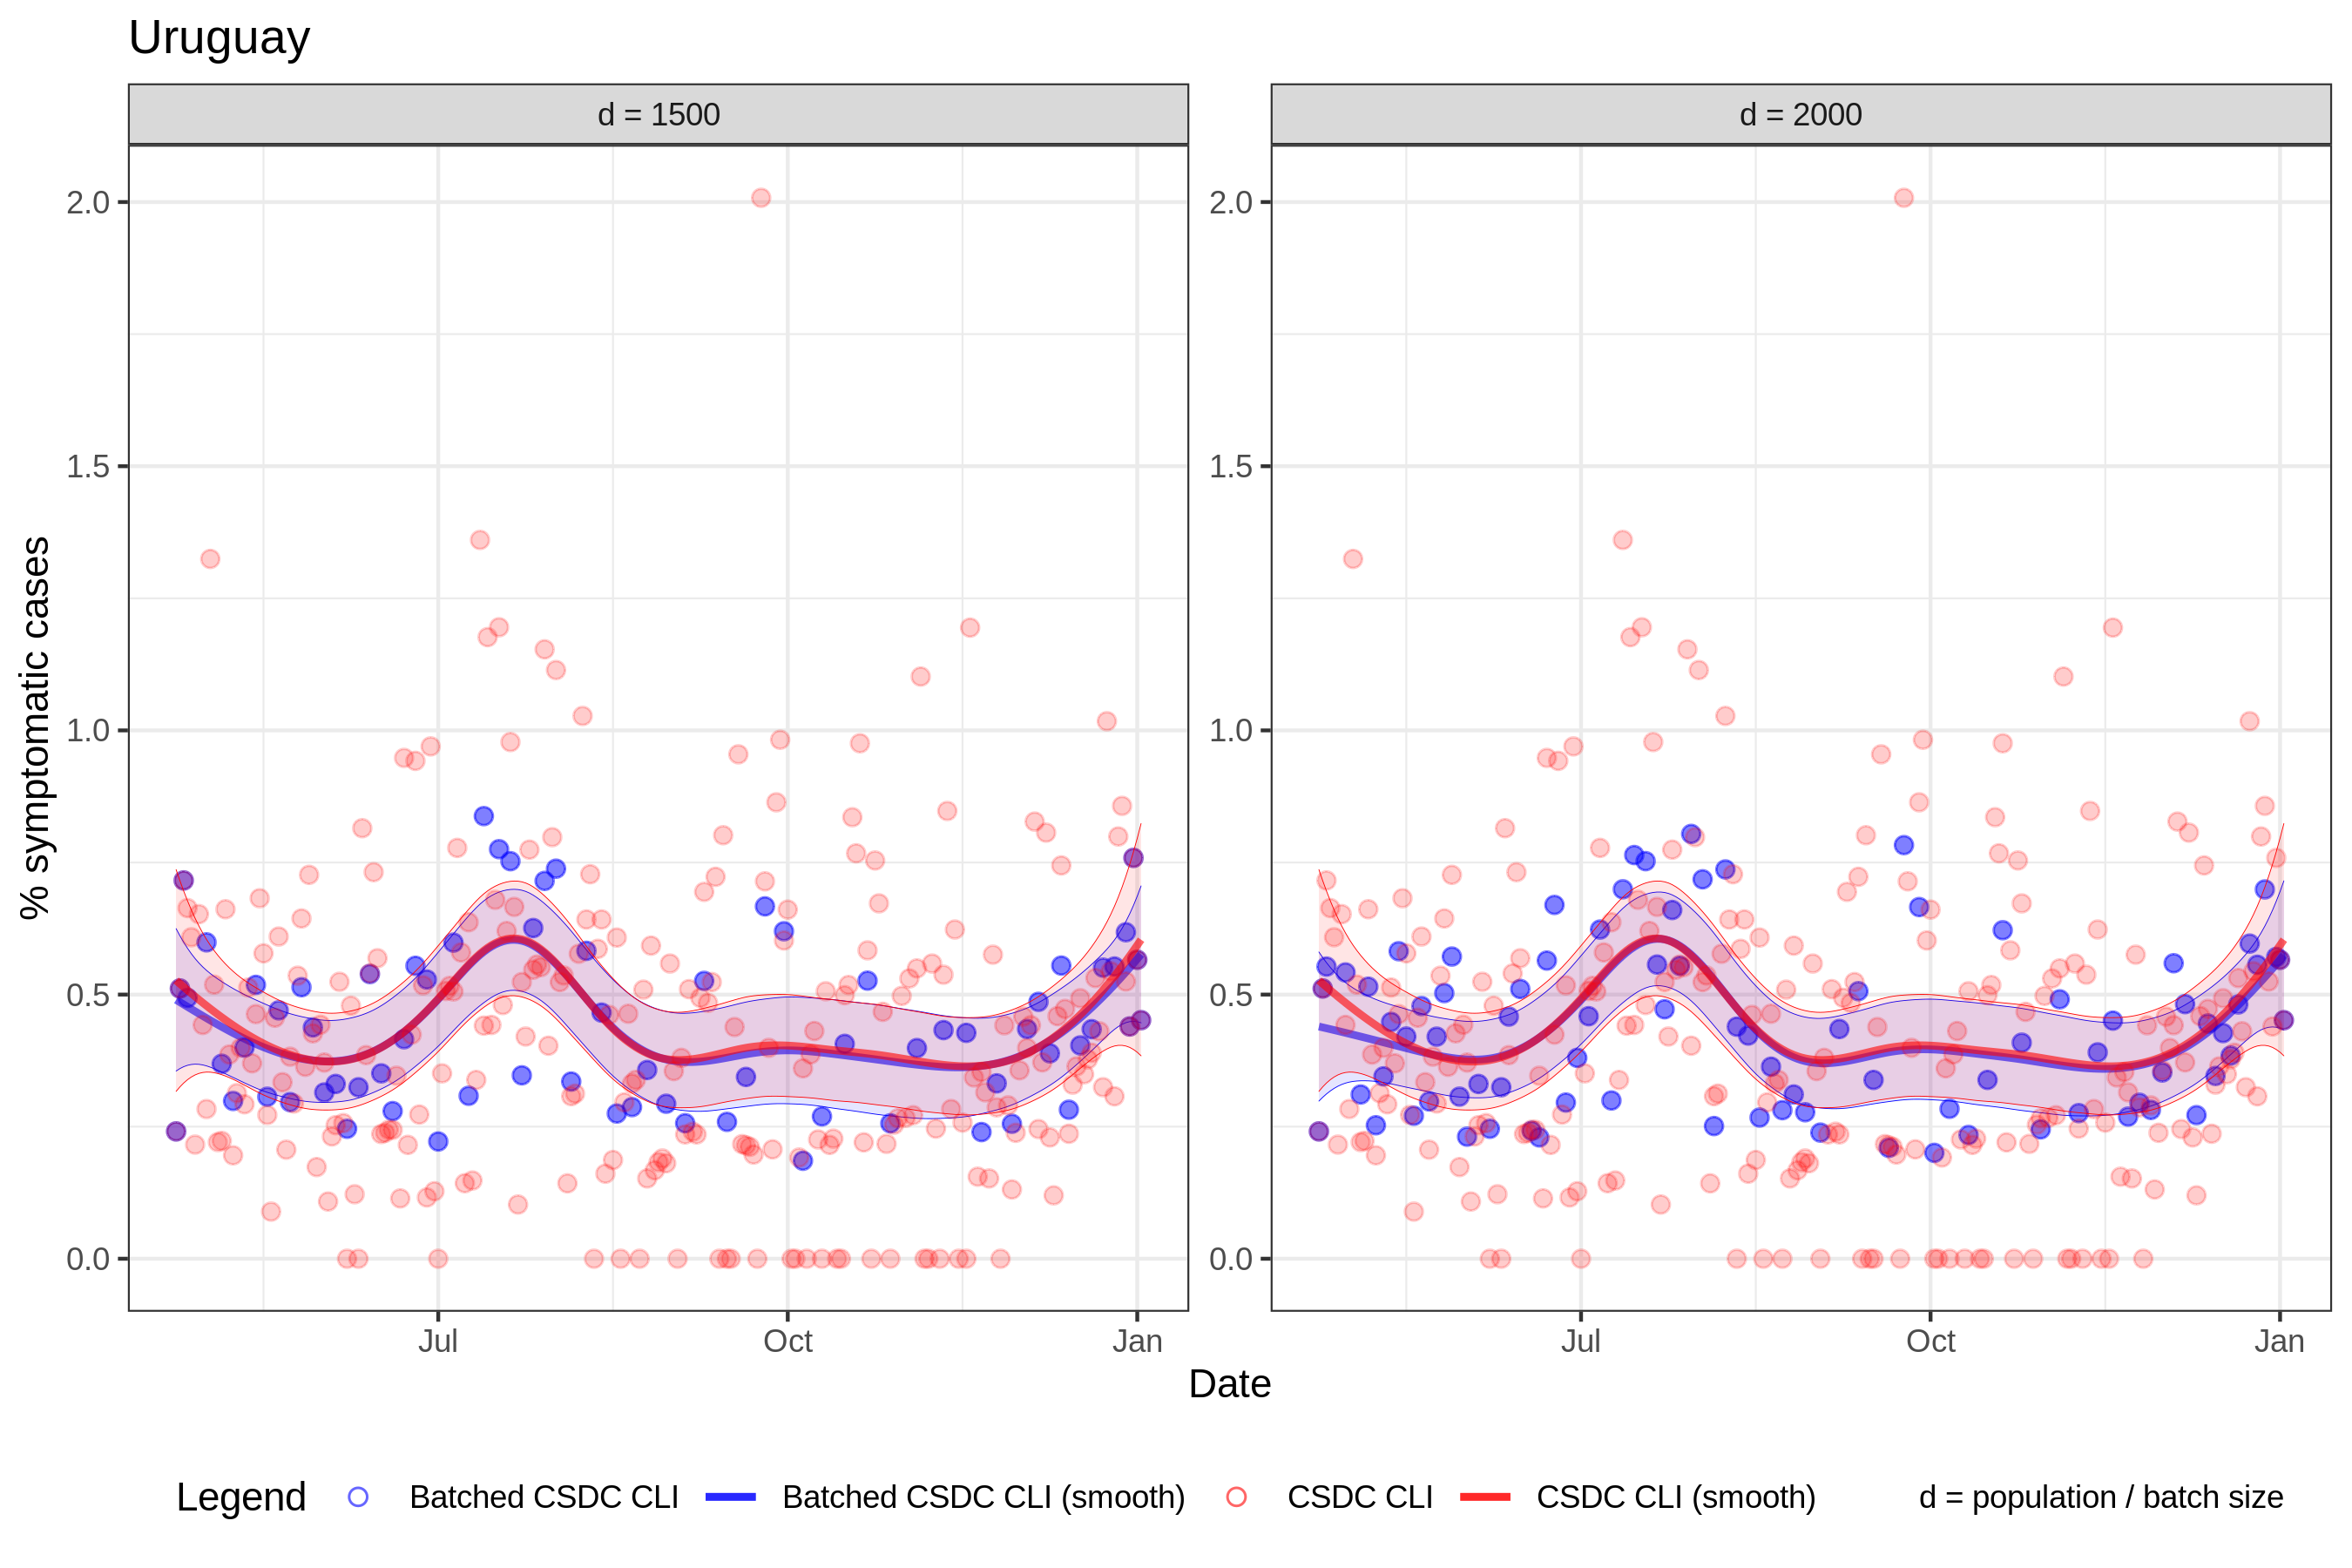 Uruguay
d = 1500
d = 2000
% symptomatic cases
2.0
1.5
1.0
0.5
0.0
2.0
1.5
1.0
0.5
0.0
Jul
Oct
Jan
Jul
Oct
Jan
Date
Legend
Batched CSDC CLI
Batched CSDC CLI (smooth)
CSDC CLI
CSDC CLI (smooth)
d = population / batch size